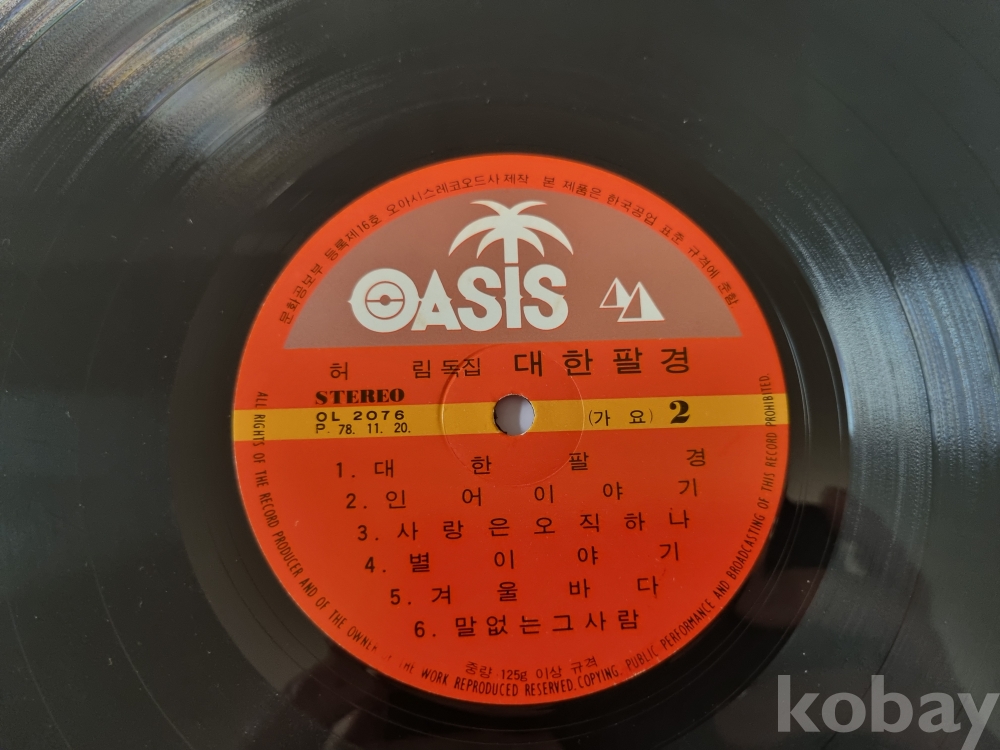 문화공보부 등록제16호 오아시스레코오드사 제작 본 제품은 한국공업 표준 규격에 준함
OASIS
허 림독집 대한팔경
STEREO
OL 2076
P. 78. 11. 20.
(가 요) 2
1. 대 한 팔 경
2. 인 어 이 야 기
3. 사 랑 은 오 직 하 나
4. 별 이 야 기
5. 겨 울 바 다
6. 말 없 는 그 사 람
중량 125g 이상 규격
ALL RIGHTS OF THE RECORD PRODUCER AND OF THE OWNER THE WORK REPRODUCED RESERVED. COPYING, PUBLIC PERFORMANCE AND BROADCASTING OF THIS RECORD PROHIBITED
kobay